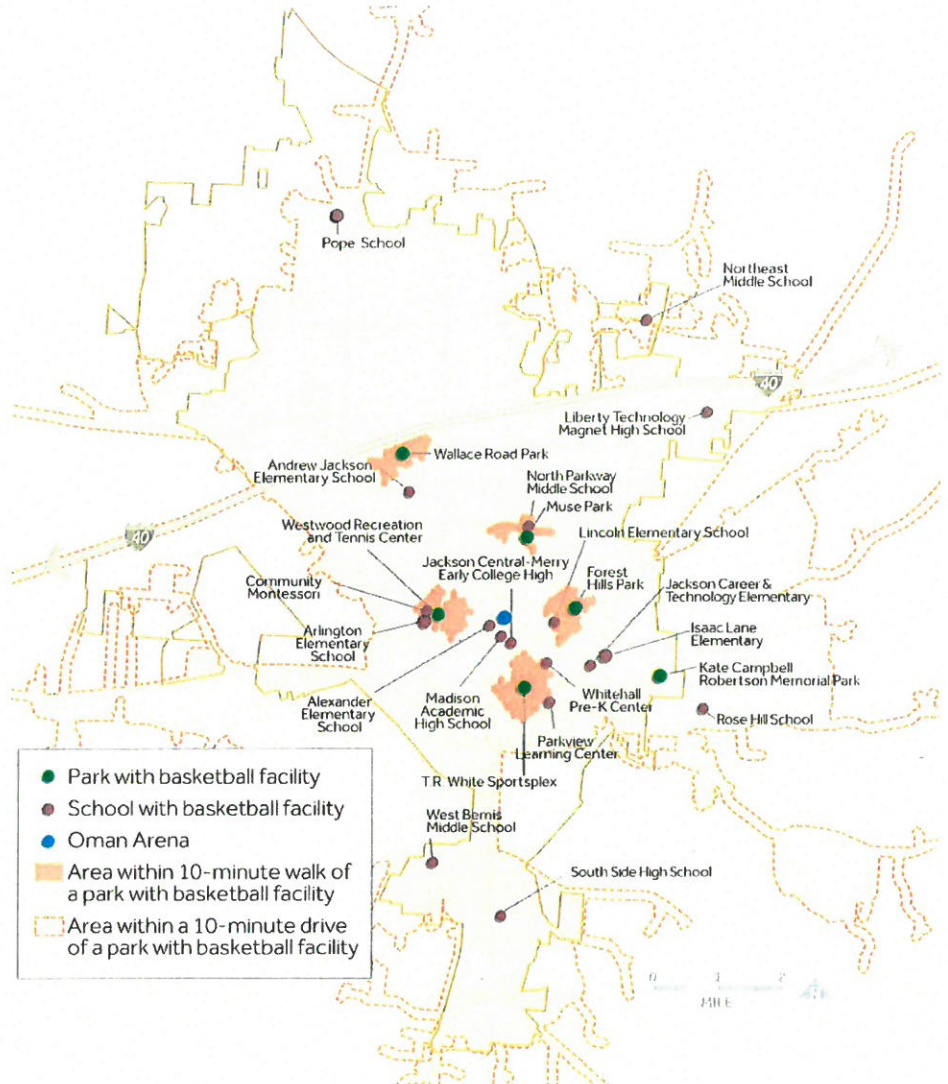 Pope School
Northeast
Middle School
40
Liberty Technology
Magnet High School
Wallace Road Park
Andrew Jackson
Elementary School
North Parkway
Middle School
Muse Park
40
Westwood Recreation
and Tennis Center
Lincoln Elementary School
Jackson Central-Merry
Early College High
Forest
Hills Park
Jackson Career &
Technology Elementary
Community
Montessori
Arlington
Elementary
School
Isaac Lane
Elementary
Kate Campbell
Robertson Memorial Park
Alexander
Elementary
School
Madison
Academic
High School
Whitehall
Pre-K Center
Rose Hill School
Parkview
Learning Center
T.R. White Sportsplex
West Bemis
Middle School
South Side High School
Park with basketball facility
School with basketball facility
Oman Arena
Area within 10-minute walk of
a park with basketball facility
Area within a 10-minute drive
of a park with basketball facility
0 1 2
MILE
N